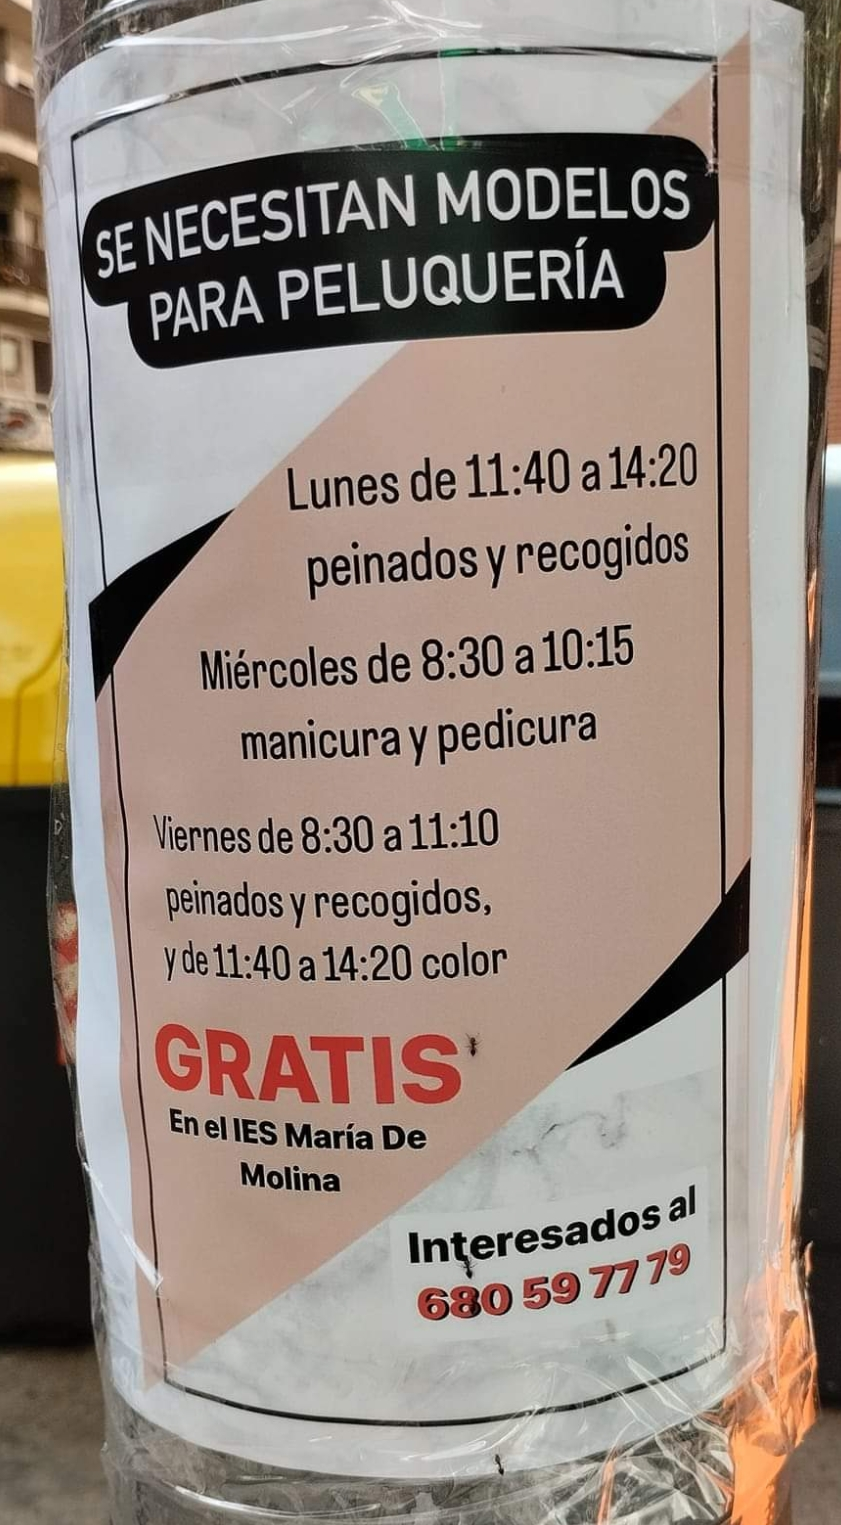 SE NECESITAN MODELOS
PARA PELUQUERÍA
Lunes de 11:40 a 14:20
peinados y recogidos
Miércoles de 8:30 a 10:15
manicura y pedicura
Viernes de 8:30 a 11:10
peinados y recogidos,
y de 11:40 a 14:20 color
GRATIS
En el IES María De
Molina
Interesados al
680 59 77 79